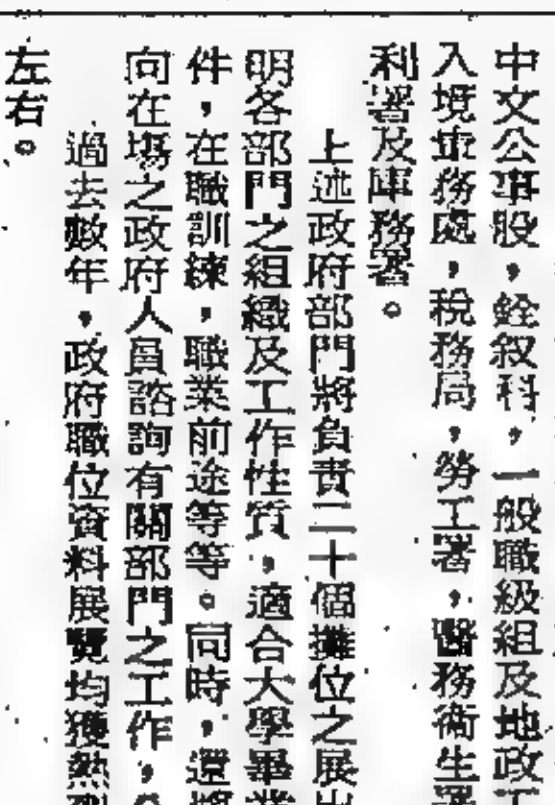 中文公事股，銓叙科，一般職級組及地政工
入境事務處，稅務局，勞工署，醫務衞生署
利署及庫務署。
上述政府部門將負責二十個攤位之展出
明各部門之組織及工作性質，適合大學畢業
件，在職訓練，職業前途等等。同時，還將
向在塲之政府人員諮詢有關部門之工作，
過去數年，政府職位資料展覽均獲熱烈
左右。